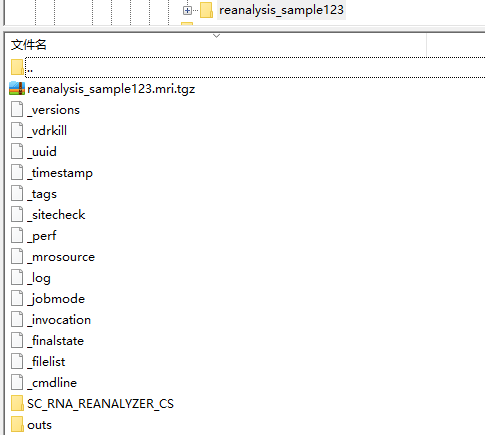 reanalysis_sample123
文件名
..
reanalysis_sample123.mri.tgz
_versions
_vdrkill
_uuid
_timestamp
_tags
_sitecheck
_perf
_mrosource
_log
_jobmode
_invocation
_finalstate
_filelist
_cmdline
SC_RNA_REANALYZER_CS
outs